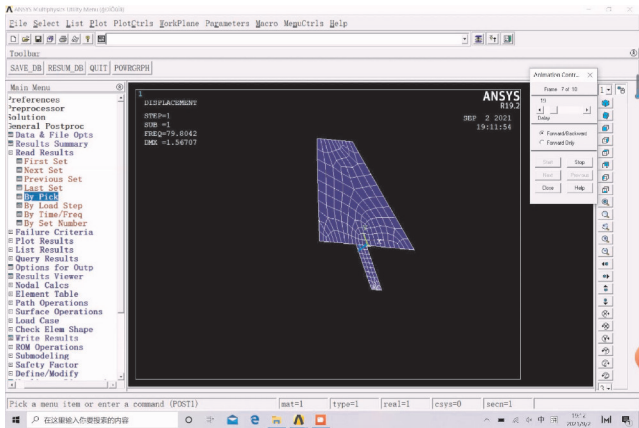 ANSYS Multiphysics Utility Menu
File Select List Plot PlotCtrls WorkPlane Parameters Macro MenuCtrls Help
Toolbar
SAVE_DB RESUM_DB QUIT POWRGRPH
Main Menu
Preferences
Preprocessor
Solution
General Postproc
Data & File Opts
Results Summary
Read Results
First Set
Next Set
Previous Set
Last Set
By Pick
By Load Step
By Time/Freq
By Set Number
Failure Criteria
Plot Results
List Results
Query Results
Options for Outp
Results Viewer
Nodal Calcs
Element Table
Path Operations
Surface Operations
Load Case
Check Elem Shape
Write Results
ROM Operations
Submodeling
Safety Factor
Define/Modify
1
DISPLACEMENT
STEP=1
SUB =1
FREQ=79.8042
DMX =1.56707
ANSYS
R19.2
SEP 2 2021
19:11:54
Animation Contr...
Frame 7 of 10
Delay
Forward/Backward
Forward Only
Start Stop
Next Previous
Close Help
Pick a menu item or enter a command (POST1)
mat=1 type=1 real=1 csys=0 secn=1
在这里输入你要搜索的内容
中
19:12
2021/9/2